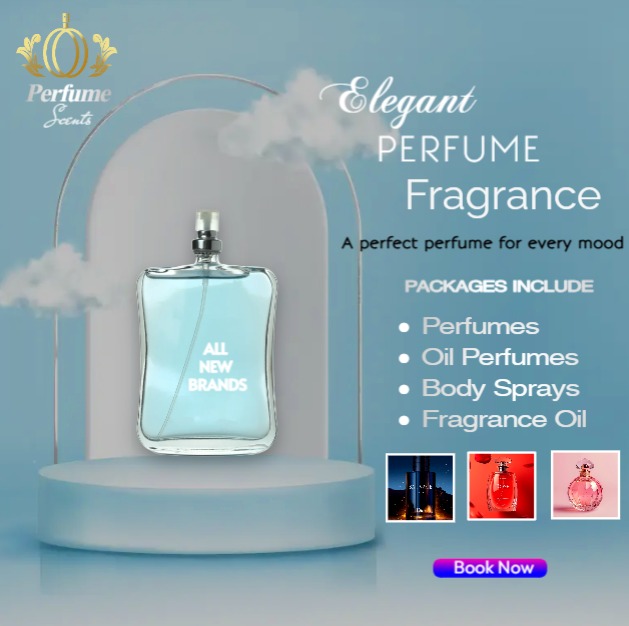 Perfume
Scents
Elegant
PERFUME
Fragrance
A perfect perfume for every mood
PACKAGES INCLUDE
• Perfumes
• Oil Perfumes
• Body Sprays
• Fragrance Oil
ALL
NEW
BRANDS
Book Now